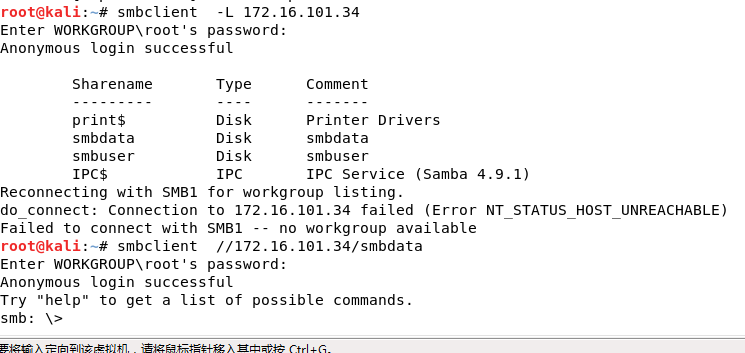 root@kali:~# smbclient  -L 172.16.101.34
Enter WORKGROUP\root's password:
Anonymous login successful
Sharename       Type      Comment
---------       ----      -------
print$          Disk      Printer Drivers
smbdata         Disk      smbdata
smbuser         Disk      smbuser
IPC$            IPC       IPC Service (Samba 4.9.1)
Reconnecting with SMB1 for workgroup listing.
do_connect: Connection to 172.16.101.34 failed (Error NT_STATUS_HOST_UNREACHABLE)
Failed to connect with SMB1 -- no workgroup available
root@kali:~# smbclient  //172.16.101.34/smbdata
Enter WORKGROUP\root's password:
Anonymous login successful
Try "help" to get a list of possible commands.
smb: \>
要将输入定向到该虚拟机，请将鼠标指针移入其中或按 Ctrl+G。